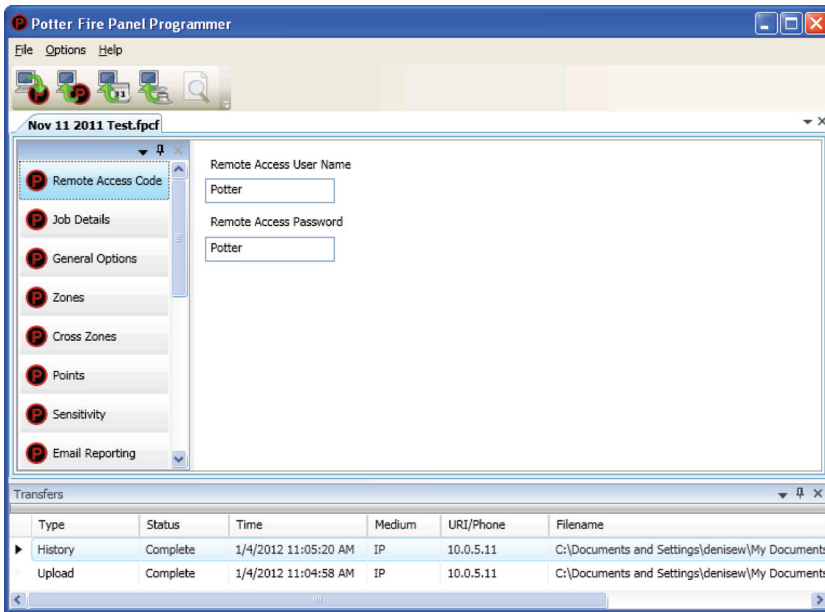 Potter Fire Panel Programmer
File Options Help
31
Nov 11 2011 Test.fpcf
Remote Access Code
Job Details
General Options
Zones
Cross Zones
Points
Sensitivity
Email Reporting
Remote Access User Name
Potter
Remote Access Password
Potter
Transfers
Type Status Time Medium URI/Phone Filename
History Complete 1/4/2012 11:05:20 AM IP 10.0.5.11 C:\Documents and Settings\denisew\My Documents
Upload Complete 1/4/2012 11:04:58 AM IP 10.0.5.11 C:\Documents and Settings\denisew\My Documents